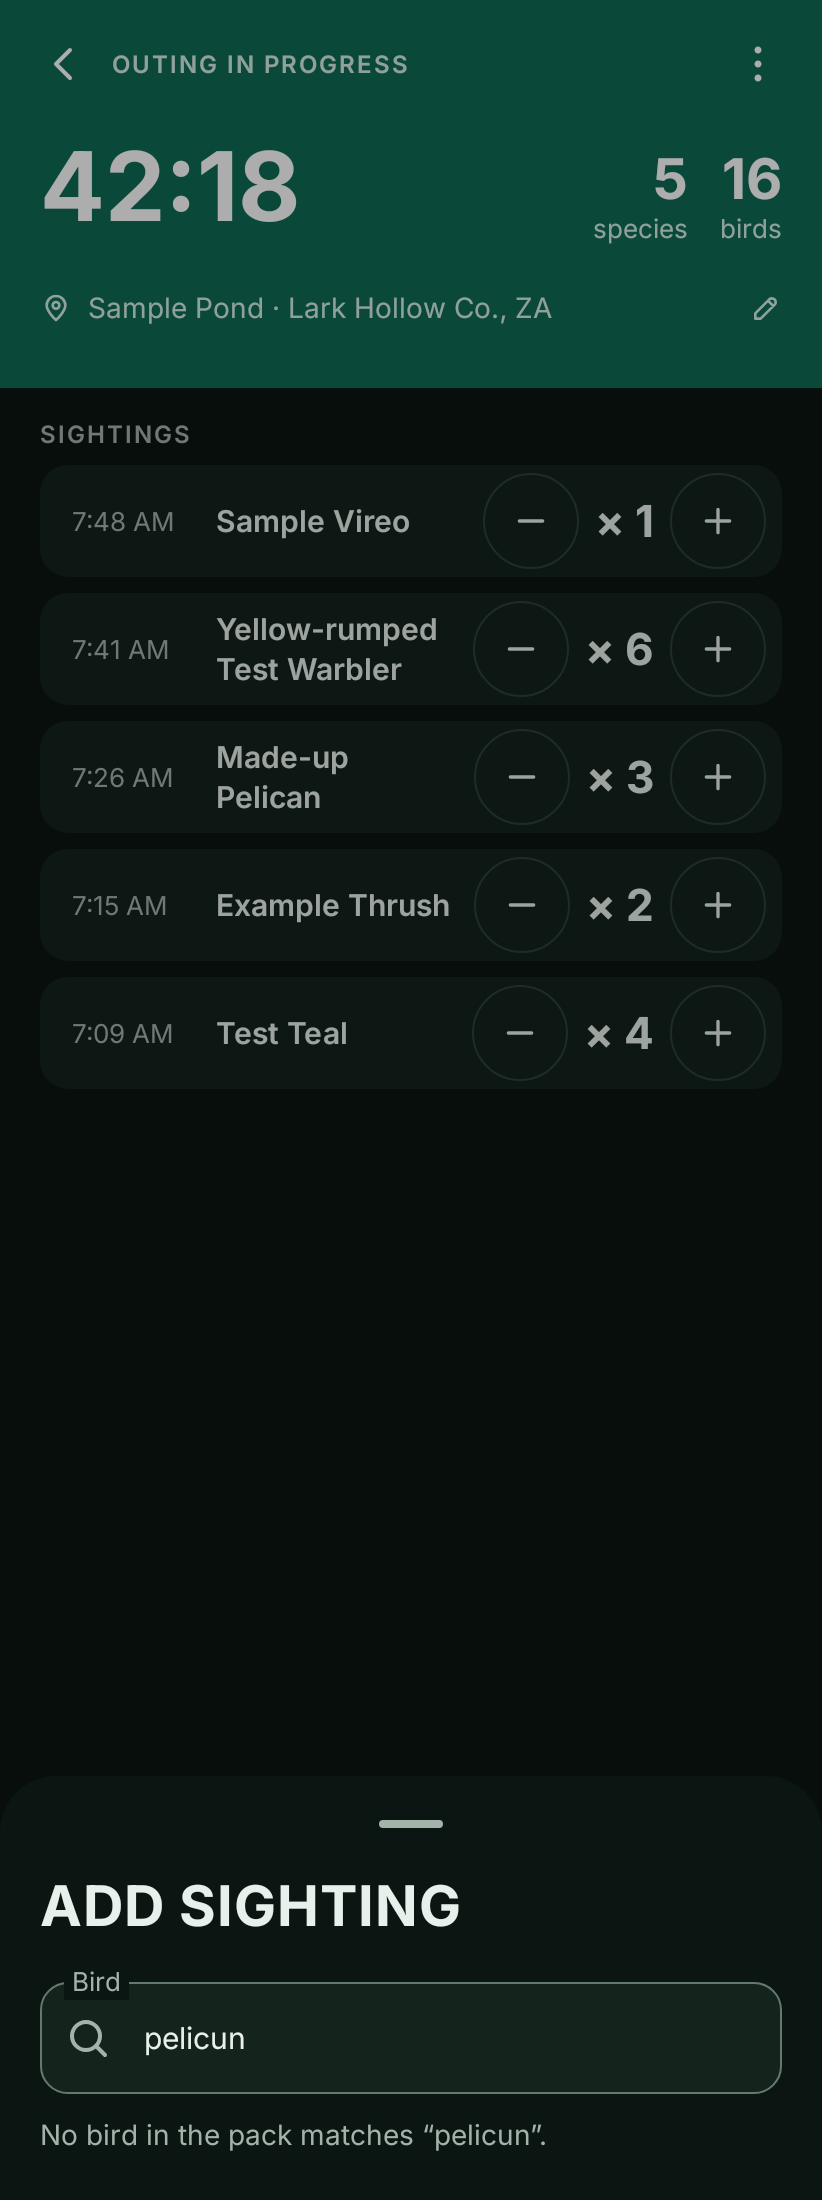 OUTING IN PROGRESS
42:18
5 species
16 birds
Sample Pond · Lark Hollow Co., ZA
SIGHTINGS
7:48 AM Sample Vireo − × 1 +
7:41 AM Yellow-rumped Test Warbler − × 6 +
7:26 AM Made-up Pelican − × 3 +
7:15 AM Example Thrush − × 2 +
7:09 AM Test Teal − × 4 +
ADD SIGHTING
Bird
pelicun
No bird in the pack matches “pelicun”.